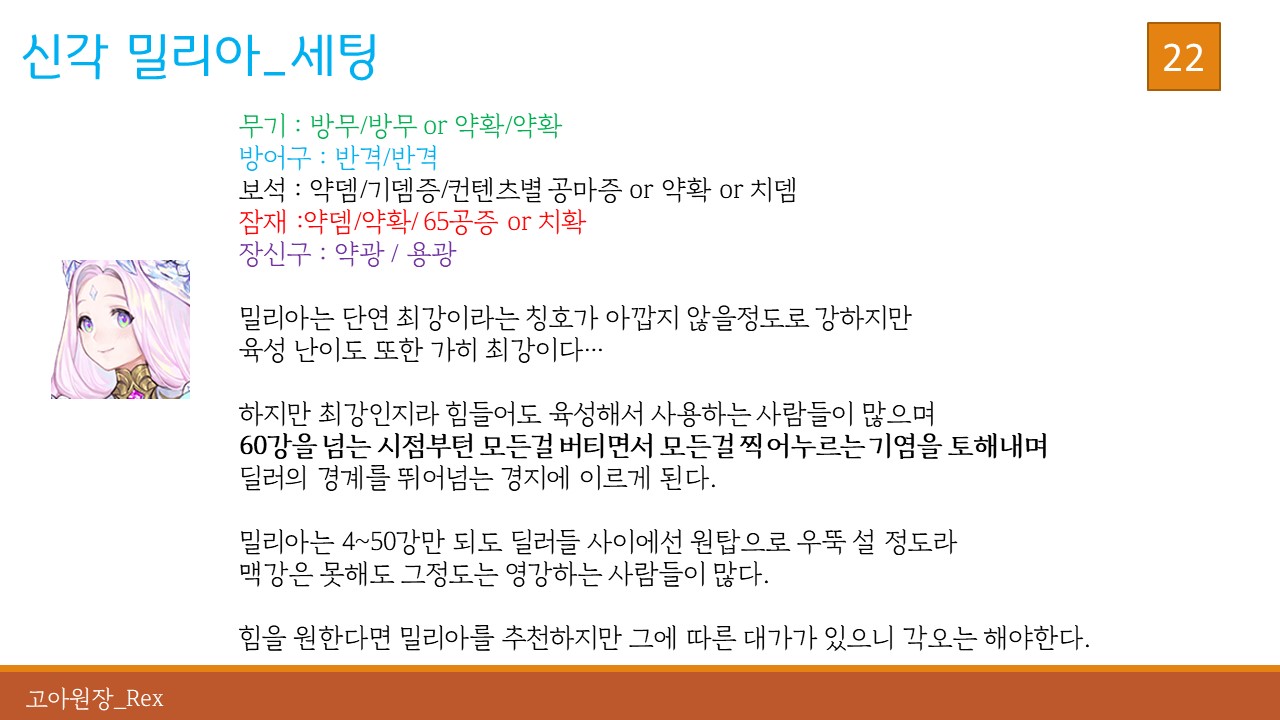 신각 밀리아_세팅
22
무기 : 방무/방무 or 약확/약확
방어구 : 반격/반격
보석 : 약뎀/기뎀증/컨텐츠별 공마증 or 약확 or 치뎀
잠재 :약뎀/약확/ 65공증 or 치확
장신구 : 약광 / 용광
밀리아는 단연 최강이라는 칭호가 아깝지 않을정도로 강하지만
육성 난이도 또한 가히 최강이다…
하지만 최강인지라 힘들어도 육성해서 사용하는 사람들이 많으며
60강을 넘는 시점부턴 모든걸 버티면서 모든걸 찍어누르는 기염을 토해내며
딜러의 경계를 뛰어넘는 경지에 이르게 된다.
밀리아는 4~50강만 되도 딜러들 사이에선 원탑으로 우뚝 설 정도라
맥강은 못해도 그정도는 영강하는 사람들이 많다.
힘을 원한다면 밀리아를 추천하지만 그에 따른 대가가 있으니 각오는 해야한다.
고아원장_Rex